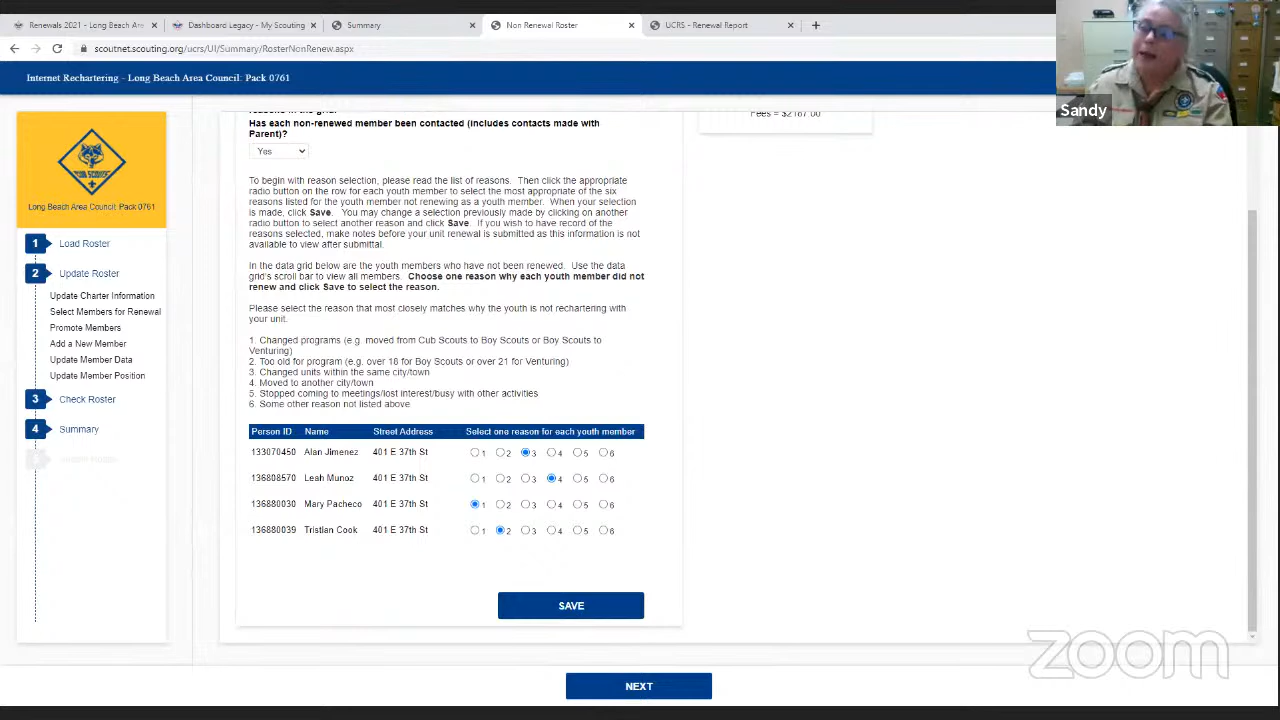 Renewals 2021 - Long Beach Are
Dashboard Legacy - My Scouting
Summary
Non Renewal Roster
UCRS - Renewal Report
scoutnet.scouting.org/ucrs/UI/Summary/RosterNonRenew.aspx
Internet Rechartering - Long Beach Area Council: Pack 0761
Sandy
CUB SCOUTS
Long Beach Area Council: Pack 0761
1 Load Roster
2 Update Roster
Update Charter Information
Select Members for Renewal
Promote Members
Add a New Member
Update Member Data
Update Member Position
3 Check Roster
4 Summary
Fees = $2187.00
Has each non-renewed member been contacted (includes contacts made with
Parent)?
Yes
To begin with reason selection, please read the list of reasons. Then click the appropriate
radio button on the row for each youth member to select the most appropriate of the six
reasons listed for the youth member not renewing as a youth member. When your selection
is made, click Save. You may change a selection previously made by clicking on another
radio button to select another reason and click Save. If you wish to have record of the
reasons selected, make notes before your unit renewal is submitted as this information is not
available to view after submittal.
In the data grid below are the youth members who have not been renewed. Use the data
grid's scroll bar to view all members. Choose one reason why each youth member did not
renew and click Save to select the reason.
Please select the reason that most closely matches why the youth is not rechartering with
your unit.
1. Changed programs (e.g. moved from Cub Scouts to Boy Scouts or Boy Scouts to
Venturing)
2. Too old for program (e.g. over 18 for Boy Scouts or over 21 for Venturing)
3. Changed units within the same city/town
4. Moved to another city/town
5. Stopped coming to meetings/lost interest/busy with other activities
6. Some other reason not listed above.
Person ID Name Street Address Select one reason for each youth member
133070450 Alan Jimenez 401 E 37th St 1 2 3 4 5 6
136808570 Leah Munoz 401 E 37th St 1 2 3 4 5 6
136880030 Mary Pacheco 401 E 37th St 1 2 3 4 5 6
136880039 Tristian Cook 401 E 37th St 1 2 3 4 5 6
SAVE
NEXT
zoom